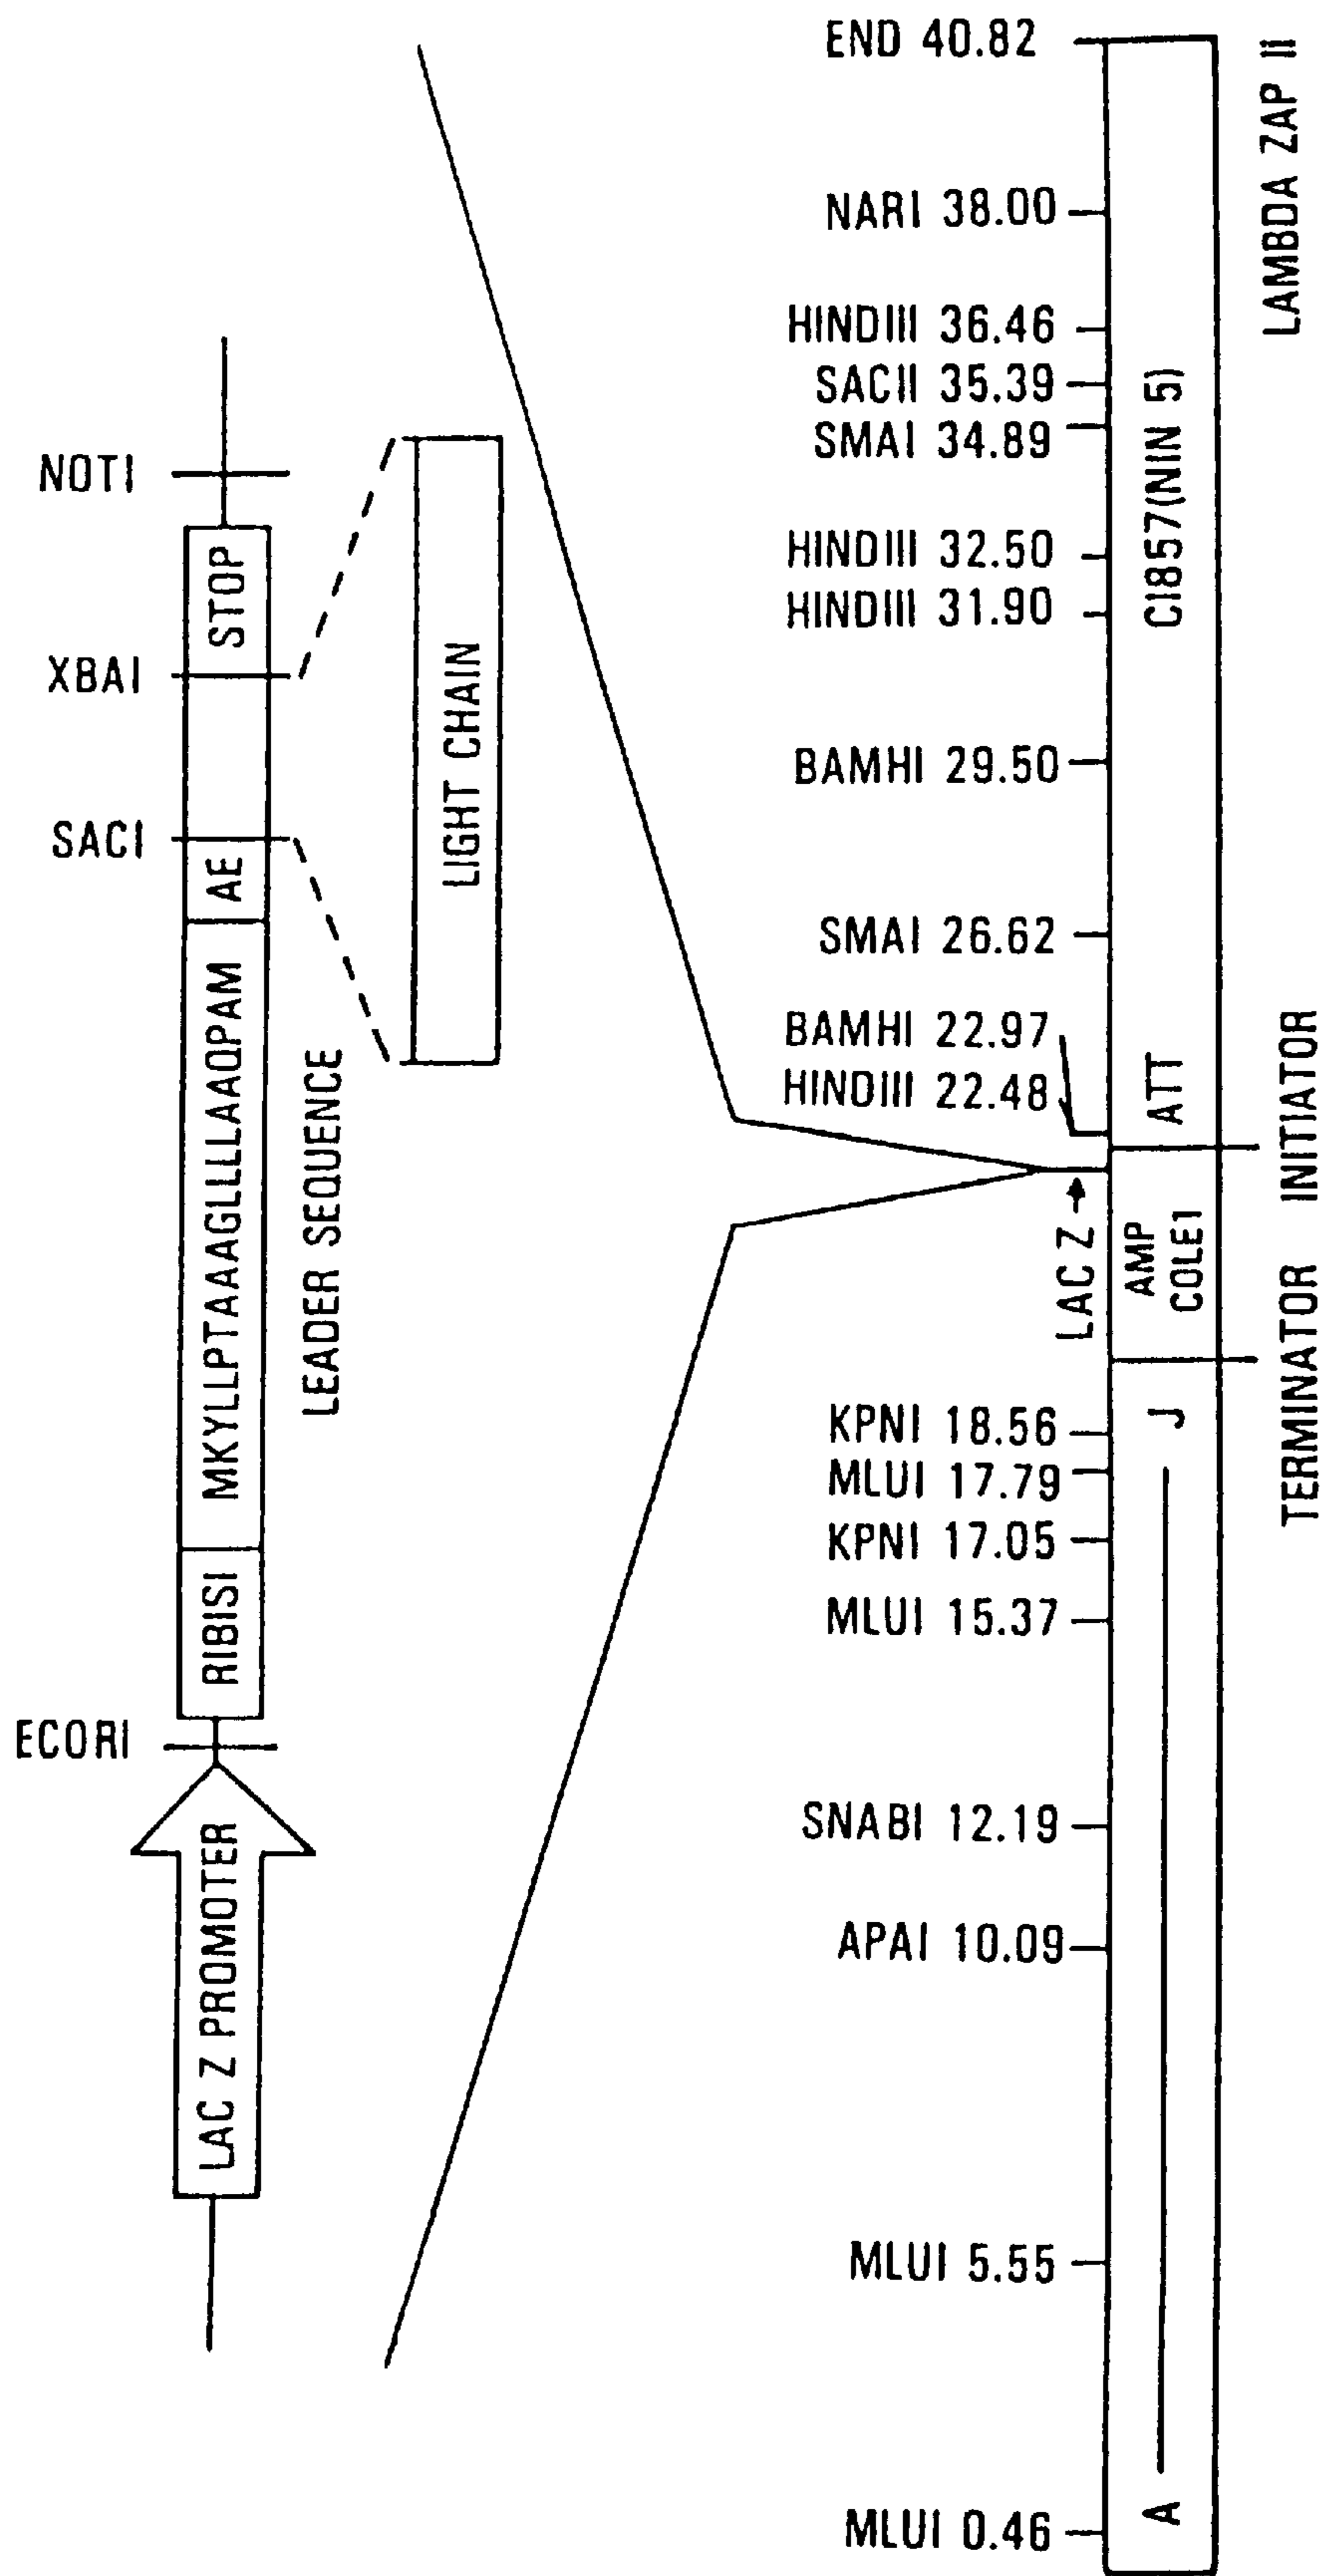 NOTI
XBAI
SACI
ECORI
STOP
AE
MKYLLPTAAAGLLLLAAQPAM
RIBISI
LAC Z PROMOTER
LEADER SEQUENCE
LIGHT CHAIN
END 40.82
NARI 38.00
HINDIII 36.46
SACII 35.39
SMAI 34.89
HINDIII 32.50
HINDIII 31.90
BAMHI 29.50
SMAI 26.62
BAMHI 22.97
HINDIII 22.48
LAC Z
KPNI 18.56
MLUI 17.79
KPNI 17.05
MLUI 15.37
SNABI 12.19
APAI 10.09
MLUI 5.55
MLUI 0.46
CI857(NIN 5)
ATT
AMP
COLE1
J
A
LAMBDA ZAP II
INITIATOR
TERMINATOR